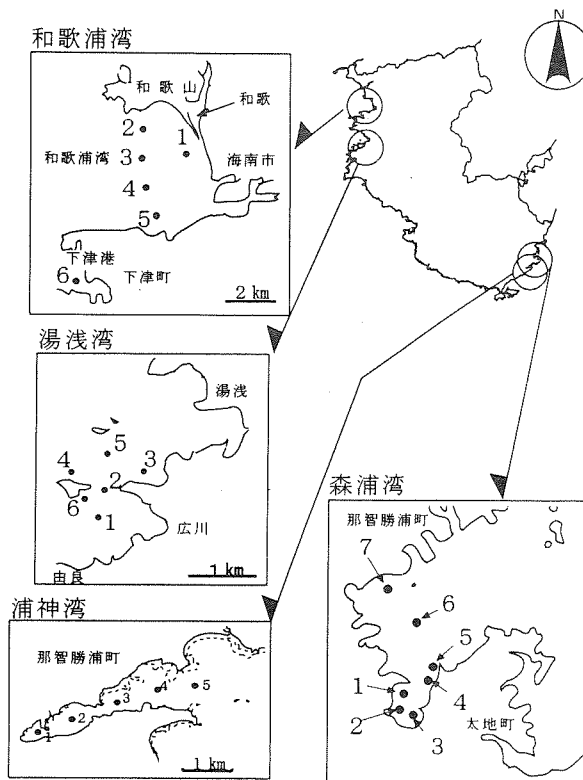 和歌浦湾
N
和歌山
和歌
2
1
和歌浦湾
3
海南市
4
5
下津港
6
下津町
2 km
湯浅湾
湯浅
5
4
3
2
6
1
広川
由良
1 km
浦神湾
那智勝浦町
5
4
3
2
1
1 km
森浦湾
那智勝浦町
7
6
5
1
4
2
3
太地町